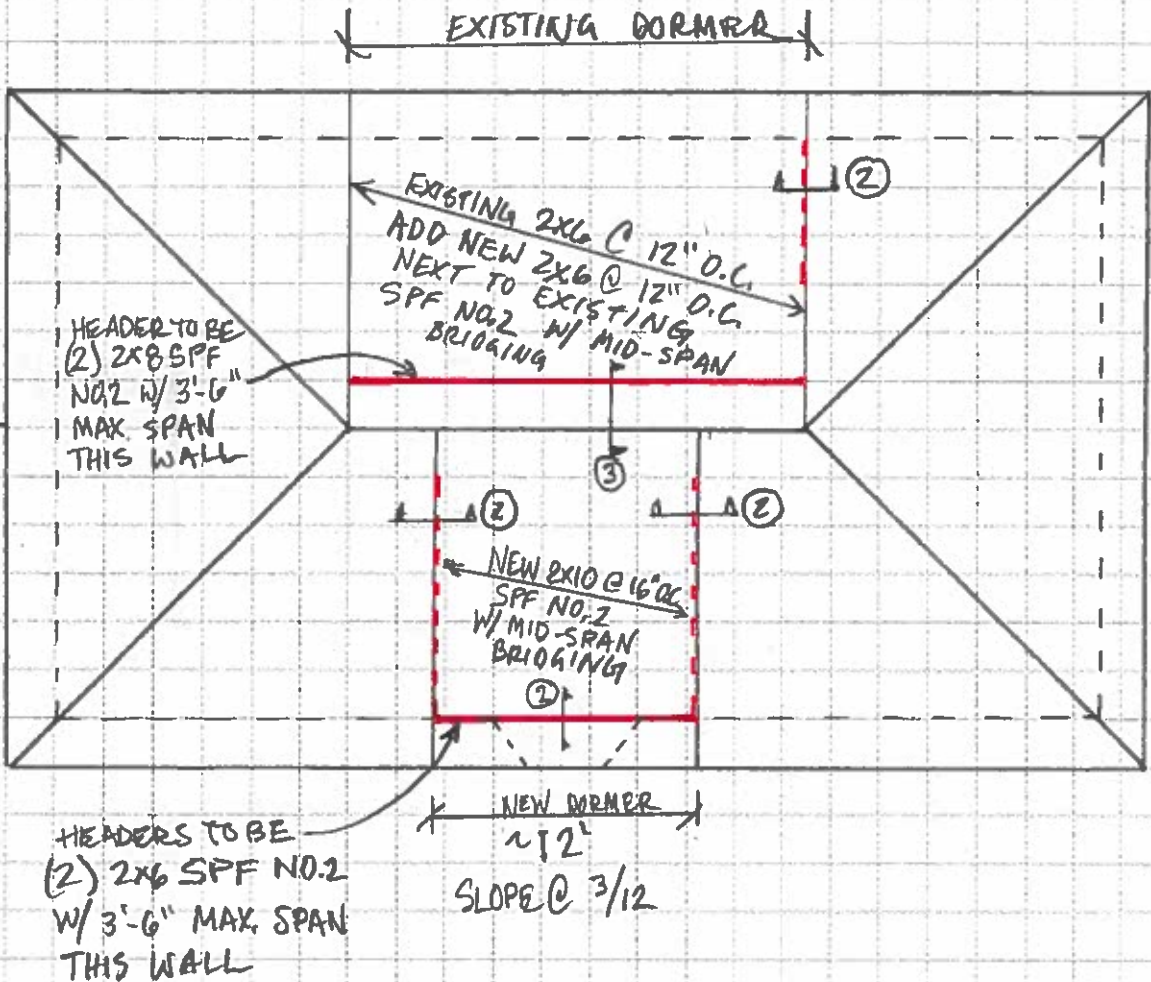 EXISTING DORMER
②
EXISTING 2X6 @ 12" O.C.
ADD NEW 2X6 @ 12" O.C.
NEXT TO EXISTING
SPF NO.2 W/ MID-SPAN
BRIDGING
HEADER TO BE
(2) 2X8 SPF
NO.2 W/ 3'-6"
MAX. SPAN
THIS WALL
③
②
②
NEW 2X10 @ 16" O.C.
SPF NO.2
W/ MID-SPAN
BRIDGING
②
NEW DORMER
~12'
SLOPE @ 3/12
HEADERS TO BE
(2) 2X6 SPF NO.2
W/ 3'-6" MAX. SPAN
THIS WALL